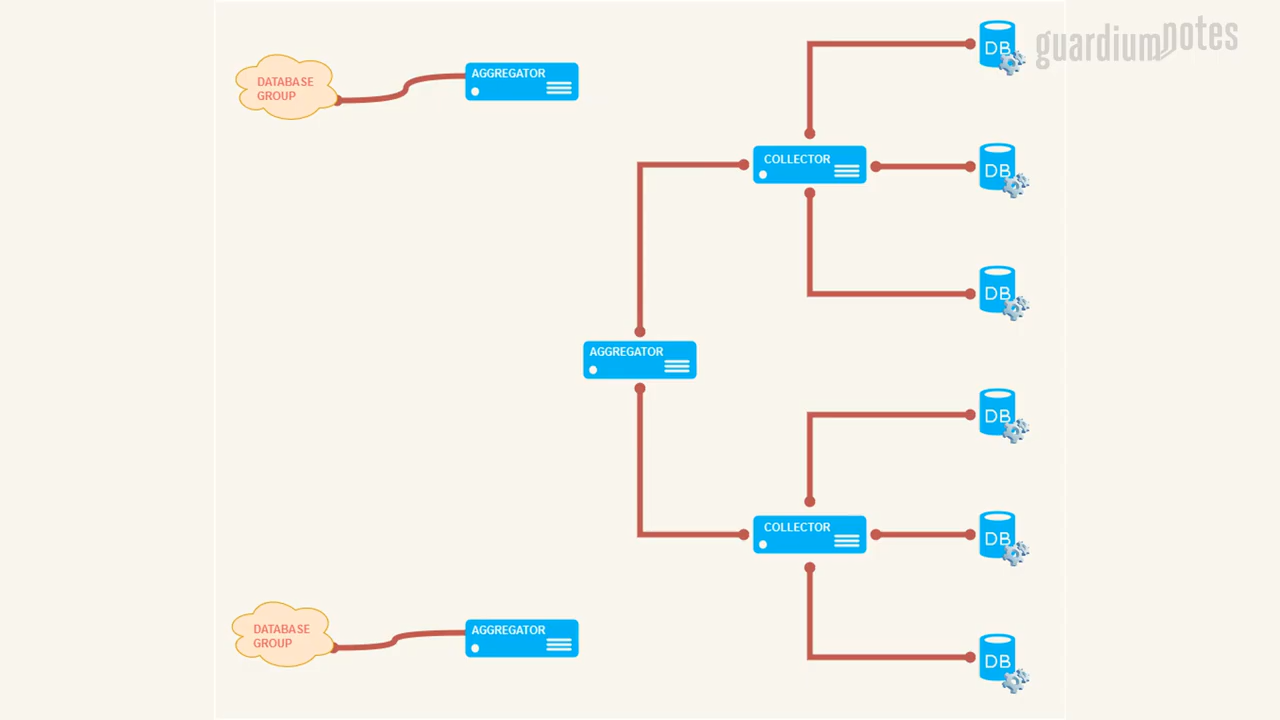 guardiumnotes
DB
DATABASE
GROUP
AGGREGATOR
COLLECTOR
DB
DB
AGGREGATOR
DB
COLLECTOR
DB
DATABASE
GROUP
AGGREGATOR
DB